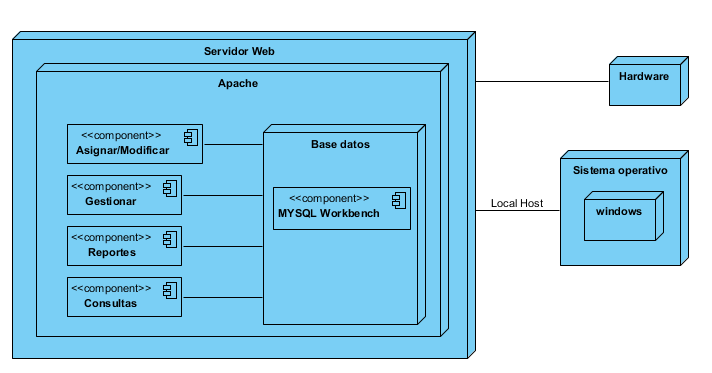 Servidor Web
Apache
<<component>>
Asignar/Modificar
<<component>>
Gestionar
<<component>>
Reportes
<<component>>
Consultas
Base datos
<<component>>
MYSQL Workbench
Hardware
Local Host
Sistema operativo
windows